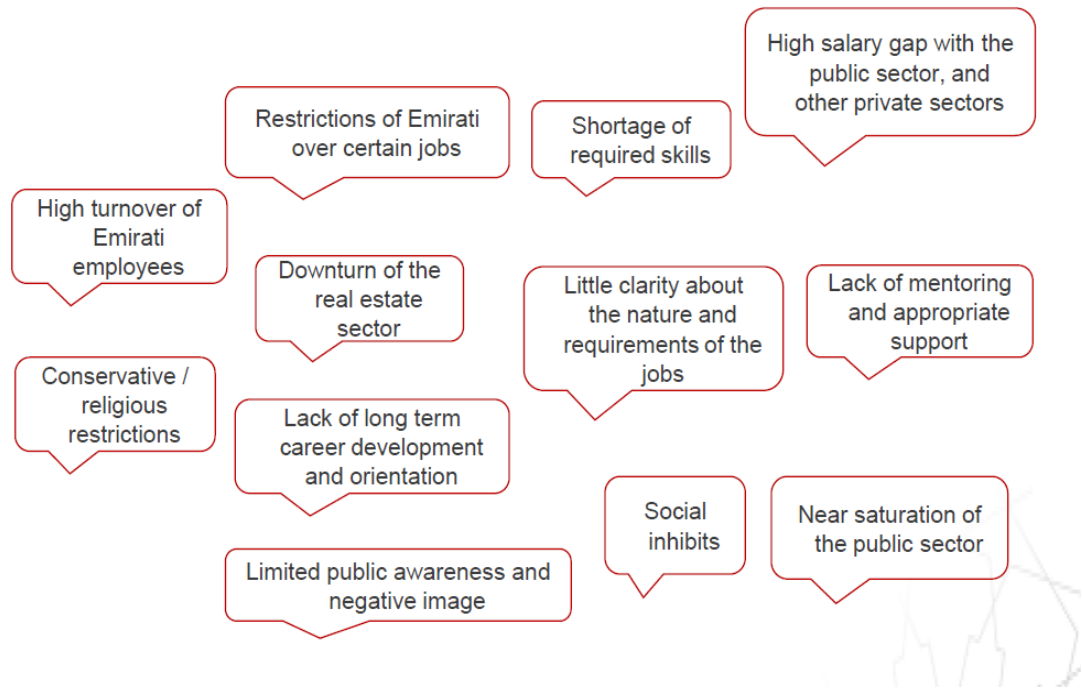 High salary gap with the
public sector, and
other private sectors
Restrictions of Emirati
over certain jobs
Shortage of
required skills
High turnover of
Emirati
employees
Downturn of the
real estate
sector
Little clarity about
the nature and
requirements of the
jobs
Lack of mentoring
and appropriate
support
Conservative /
religious
restrictions
Lack of long term
career development
and orientation
Social
inhibits
Near saturation of
the public sector
Limited public awareness and
negative image